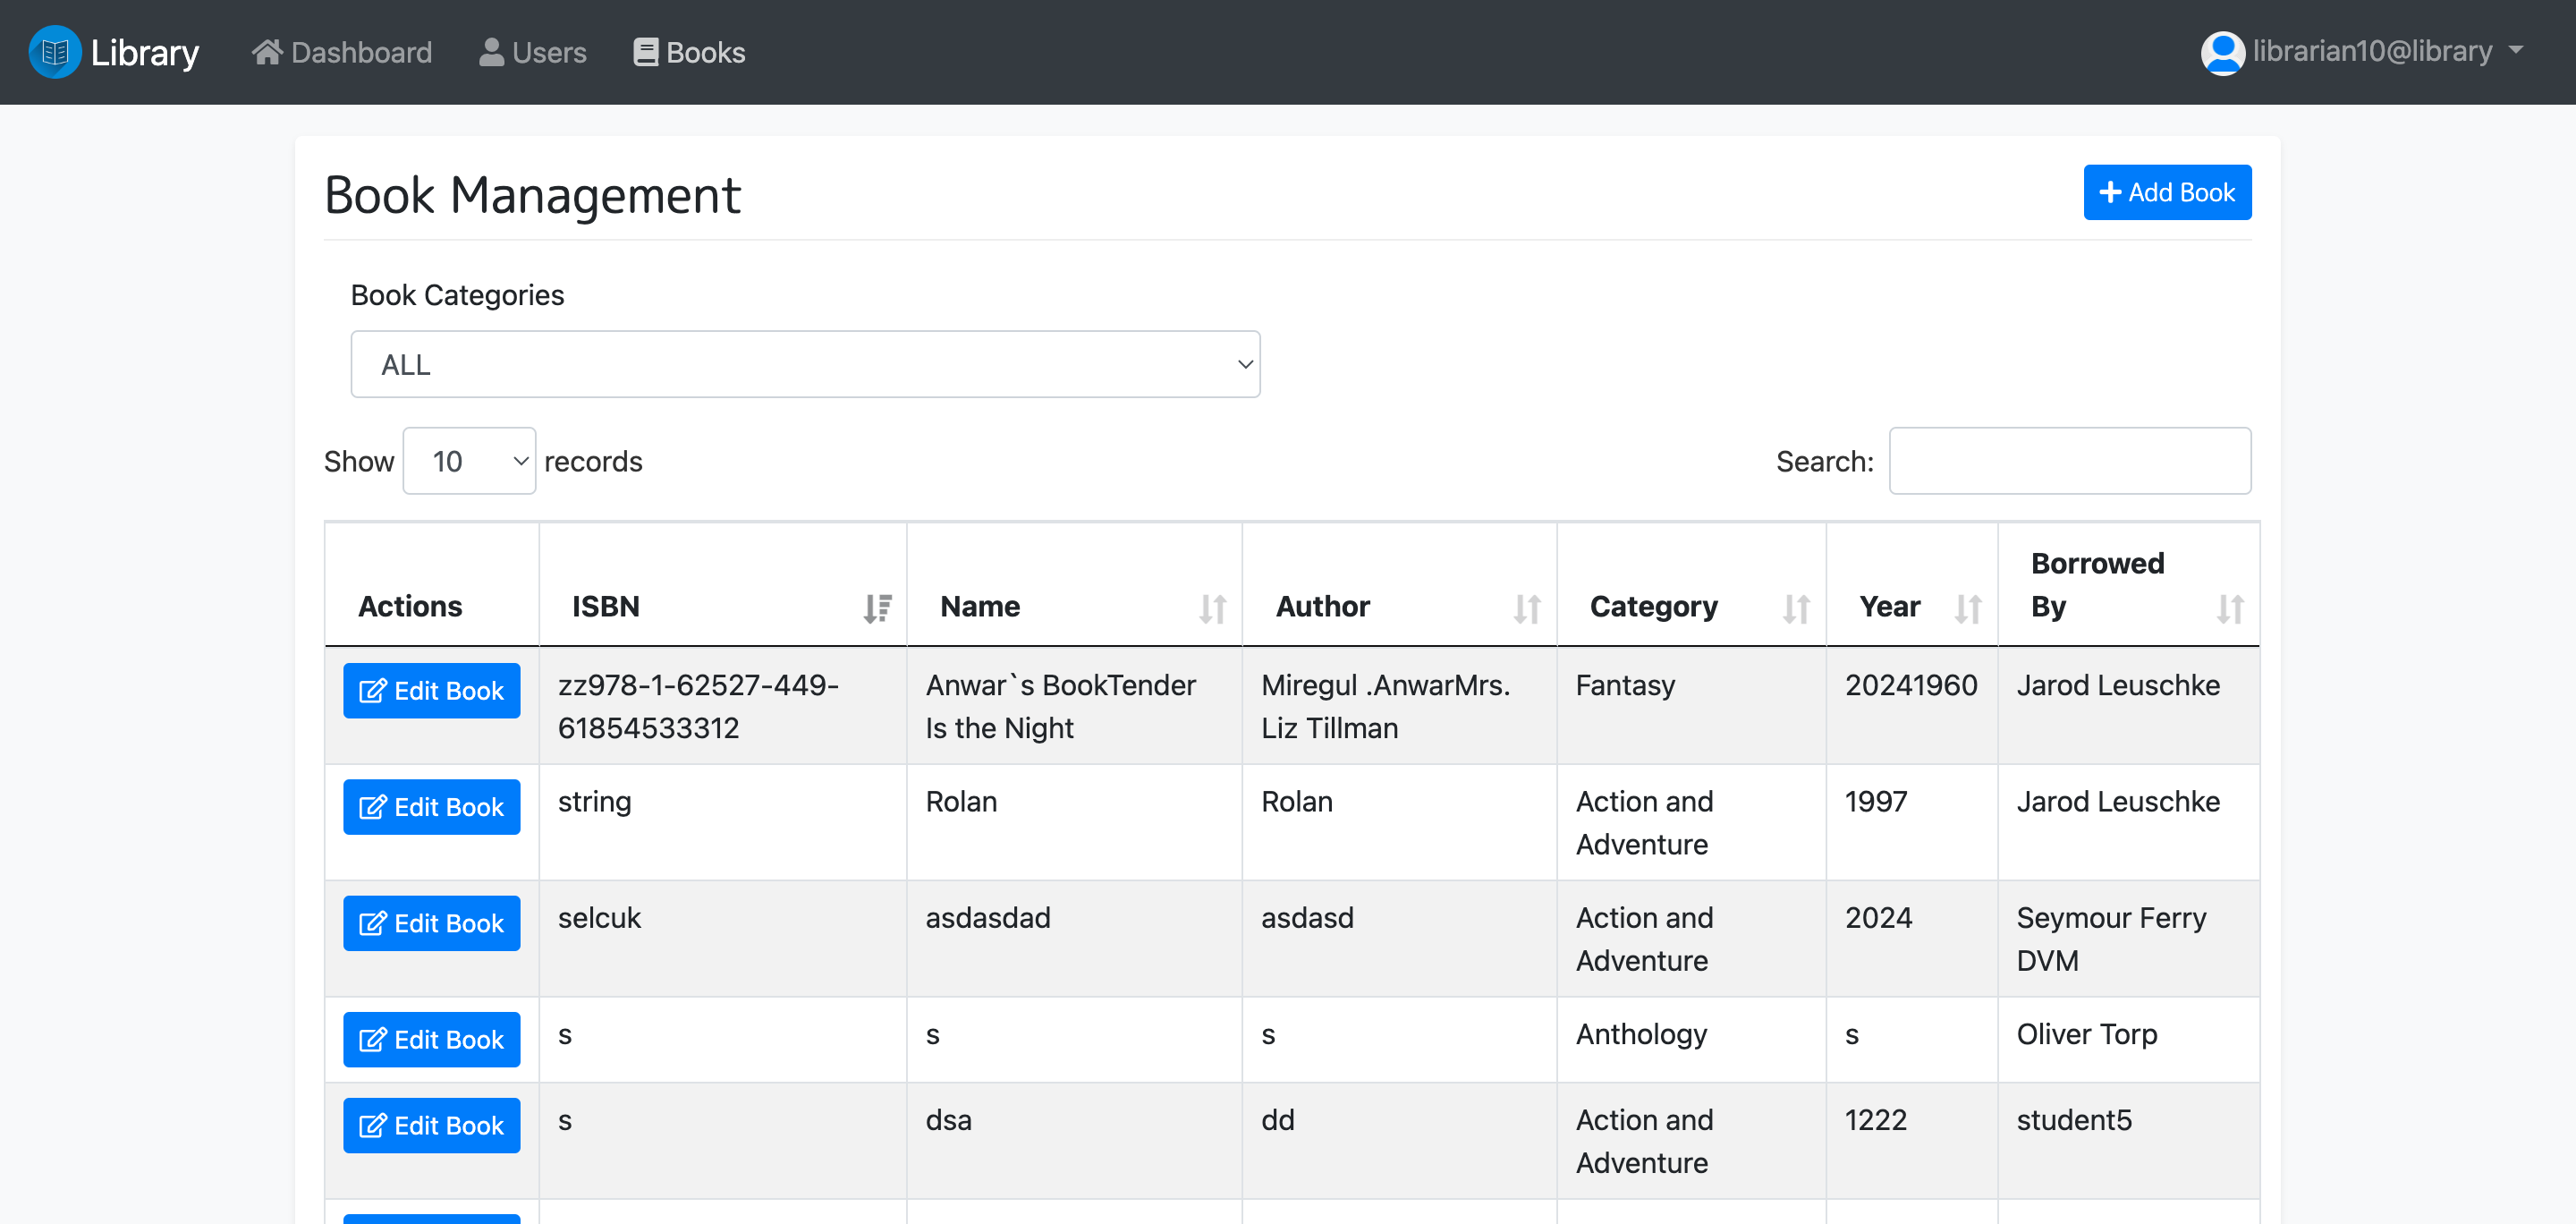 Library Dashboard Users Books librarian10@library
Book Management
Add Book
Book Categories
ALL
Show 10 records
Search:
Actions ISBN Name Author Category Year Borrowed By
Edit Book zz978-1-62527-449-61854533312 Anwar`s BookTender Is the Night Miregul .AnwarMrs. Liz Tillman Fantasy 20241960 Jarod Leuschke
Edit Book string Rolan Rolan Action and Adventure 1997 Jarod Leuschke
Edit Book selcuk asdasdad asdasd Action and Adventure 2024 Seymour Ferry DVM
Edit Book s s s Anthology s Oliver Torp
Edit Book s dsa dd Action and Adventure 1222 student5